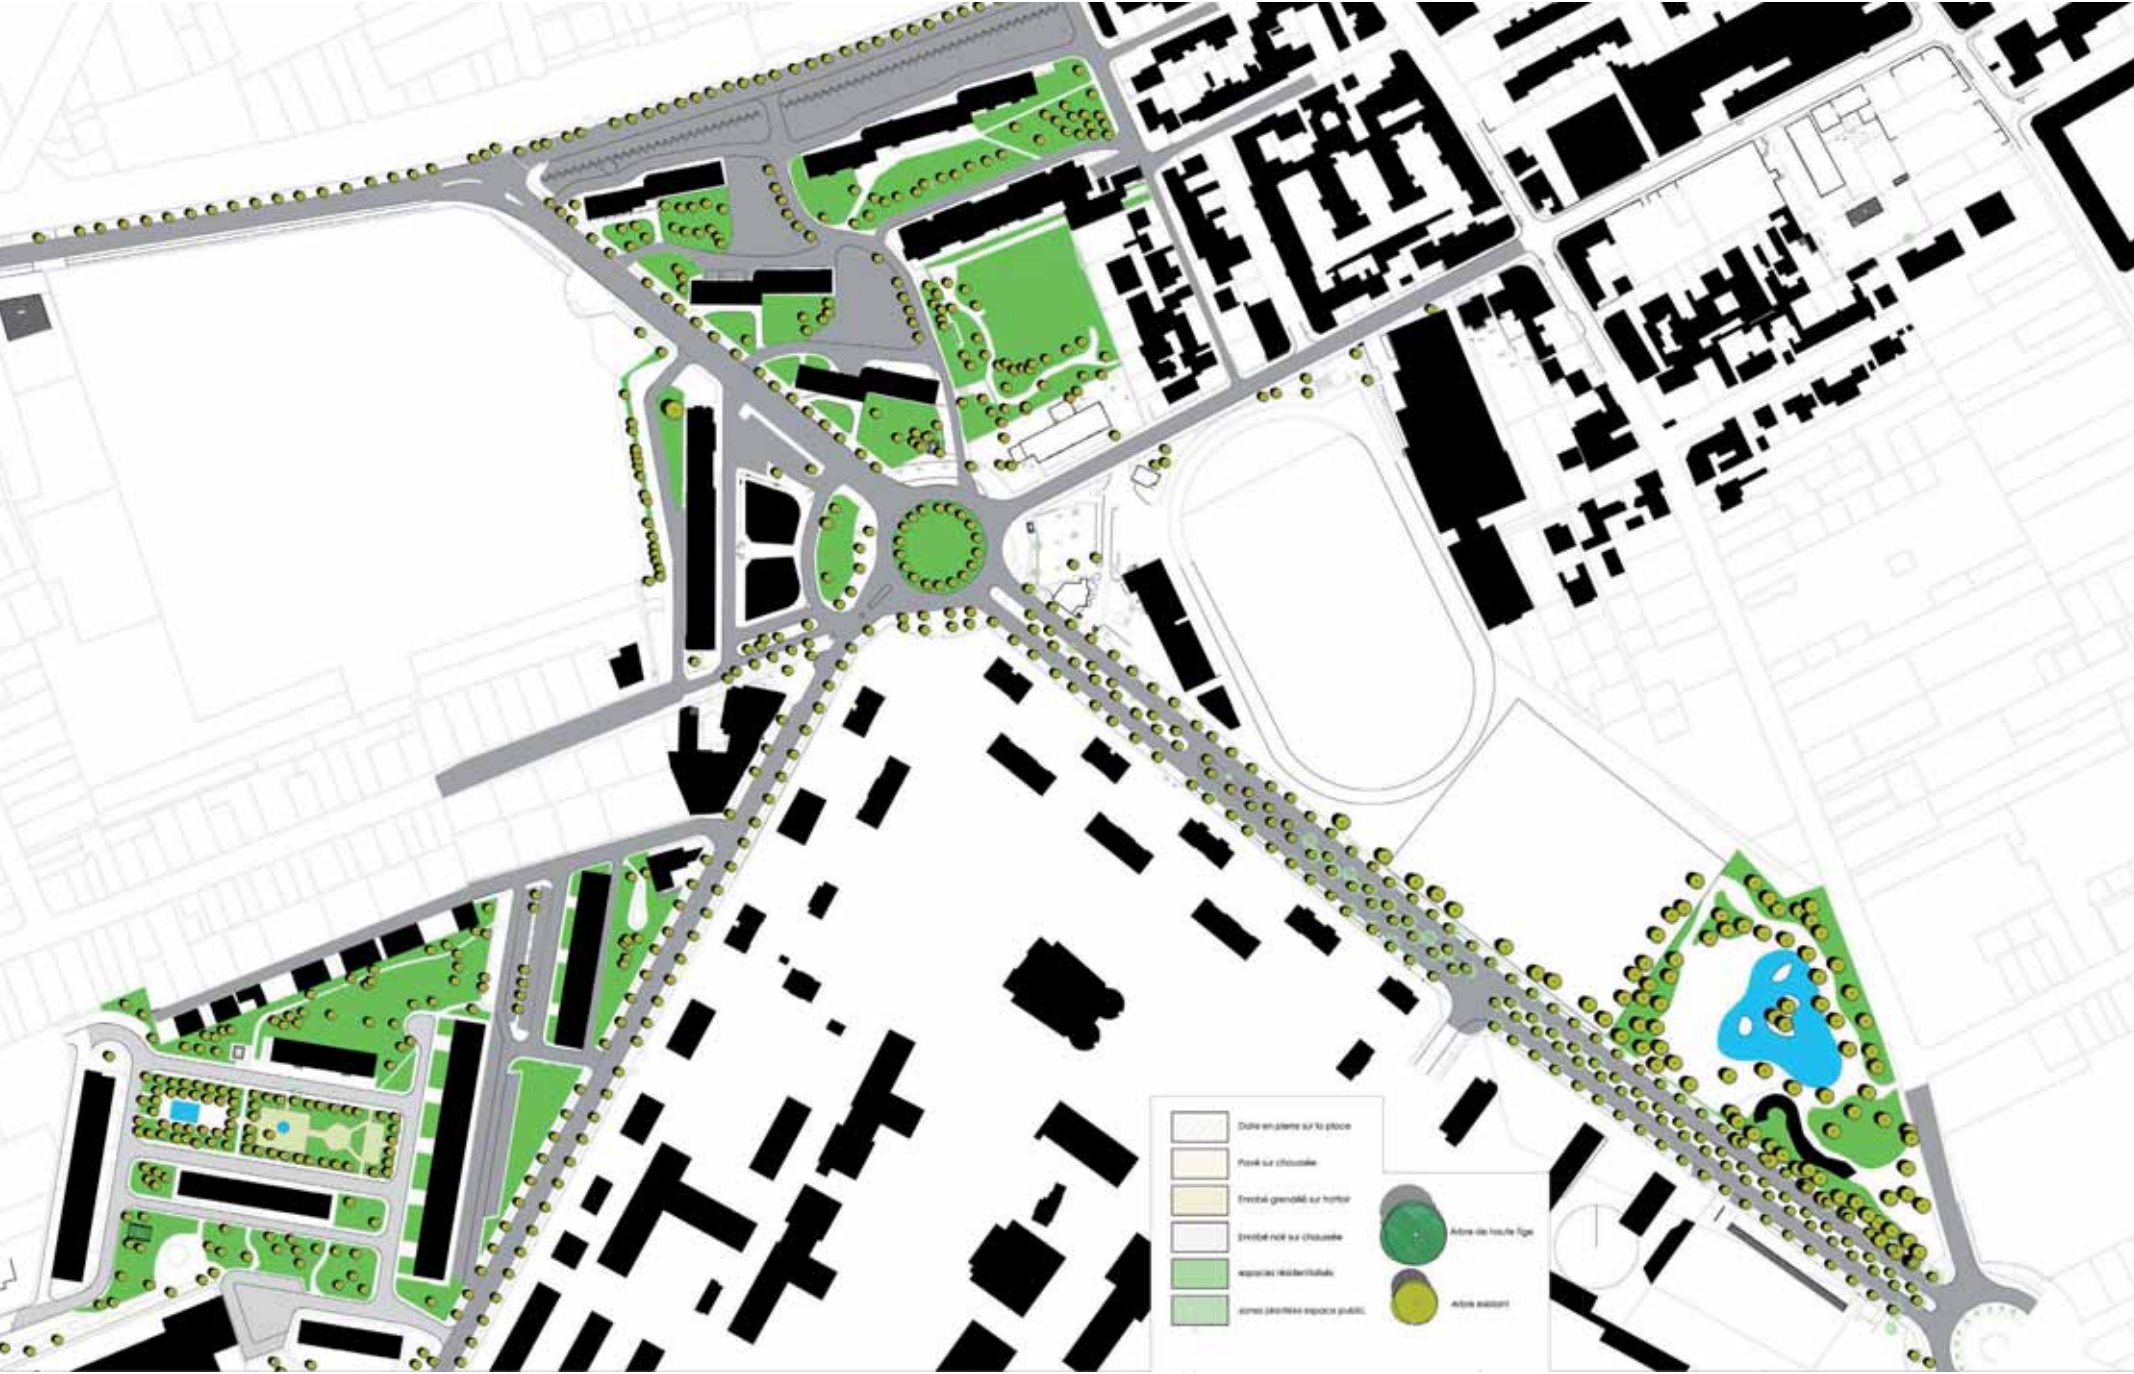 Dalle en pierre sur la place
Pavé sur chaussée
Enrobé grenaillé sur trottoir
Enrobé noir sur chaussée
espaces résidentialisés
zones plantées espace public
Arbre de haute tige
Arbre existant